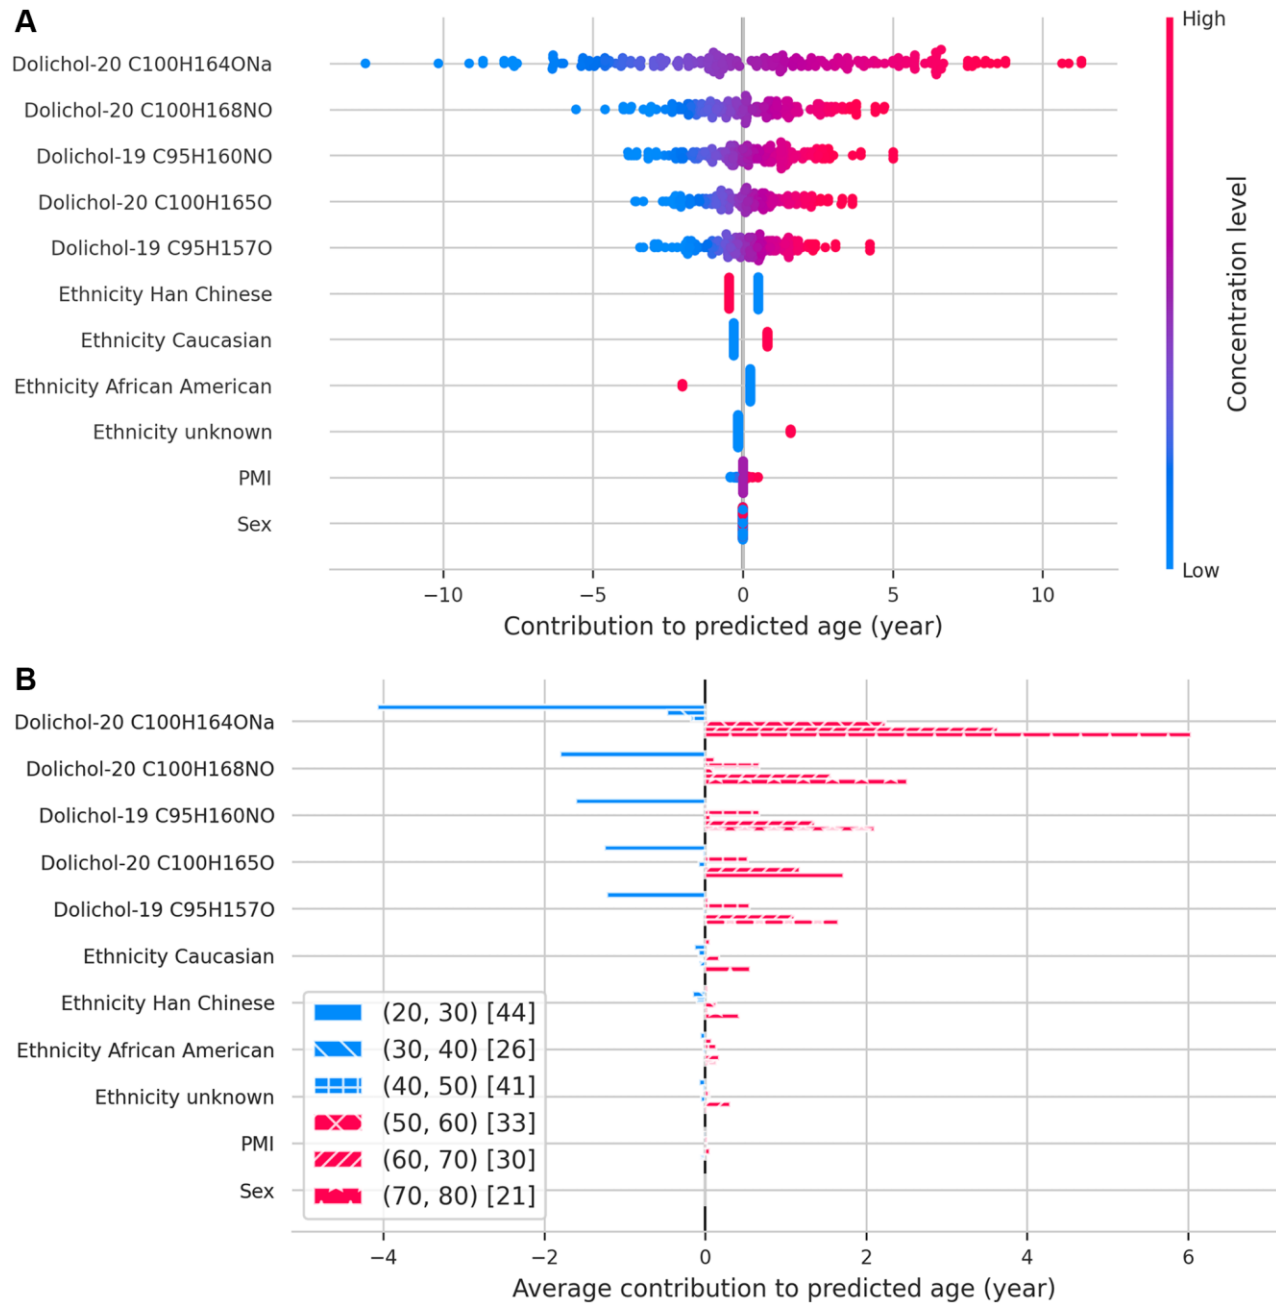 A
High
Dolichol-20 C100H164ONa
Dolichol-20 C100H168NO
Dolichol-19 C95H160NO
Dolichol-20 C100H165O
Dolichol-19 C95H157O
Ethnicity Han Chinese
Ethnicity Caucasian
Ethnicity African American
Ethnicity unknown
PMI
Sex
Concentration level
Low
−10 −5 0 5 10
Contribution to predicted age (year)
B
Dolichol-20 C100H164ONa
Dolichol-20 C100H168NO
Dolichol-19 C95H160NO
Dolichol-20 C100H165O
Dolichol-19 C95H157O
Ethnicity Caucasian
Ethnicity Han Chinese
Ethnicity African American
Ethnicity unknown
PMI
Sex
(20, 30) [44]
(30, 40) [26]
(40, 50) [41]
(50, 60) [33]
(60, 70) [30]
(70, 80) [21]
−4 −2 0 2 4 6
Average contribution to predicted age (year)